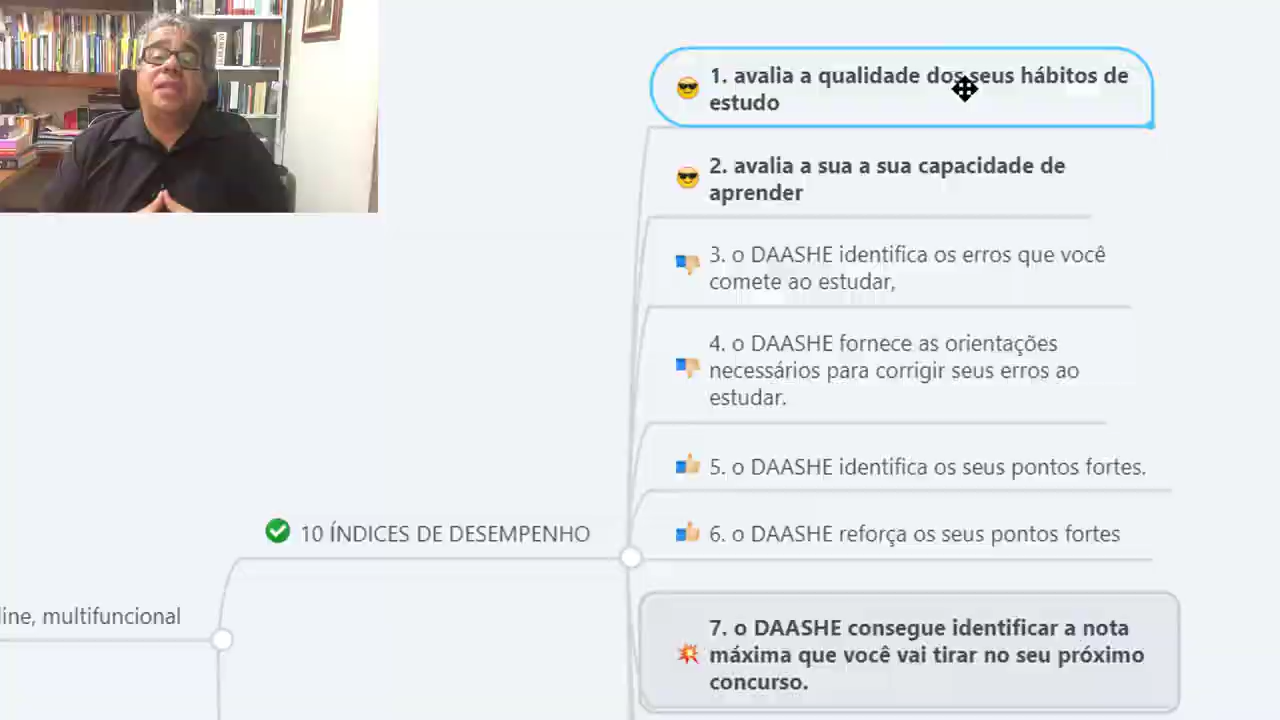 1. avalia a qualidade dos seus hábitos de
estudo
2. avalia a sua a sua capacidade de
aprender
3. o DAASHE identifica os erros que você
comete ao estudar,
4. o DAASHE fornece as orientações
necessários para corrigir seus erros ao
estudar.
5. o DAASHE identifica os seus pontos fortes.
10 ÍNDICES DE DESEMPENHO
6. o DAASHE reforça os seus pontos fortes
line, multifuncional
7. o DAASHE consegue identificar a nota
máxima que você vai tirar no seu próximo
concurso.